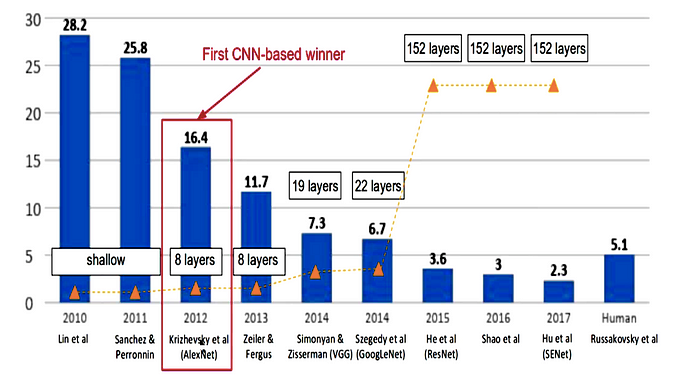 30
28.2
25.8
First CNN-based winner
152 layers
152 layers
152 layers
25
20
16.4
15
11.7
19 layers
22 layers
10
7.3
6.7
5
shallow
8 layers
8 layers
3.6
3
2.3
5.1
0
2010
2011
2012
2013
2014
2014
2015
2016
2017
Human
Lin et al
Sanchez &
Perronnin
Krizhevsky et al
(AlexNet)
Zeiler &
Fergus
Simonyan &
Zisserman (VGG)
Szegedy et al
(GoogLeNet)
He et al
(ResNet)
Shao et al
Hu et al
(SENet)
Russakovsky et al